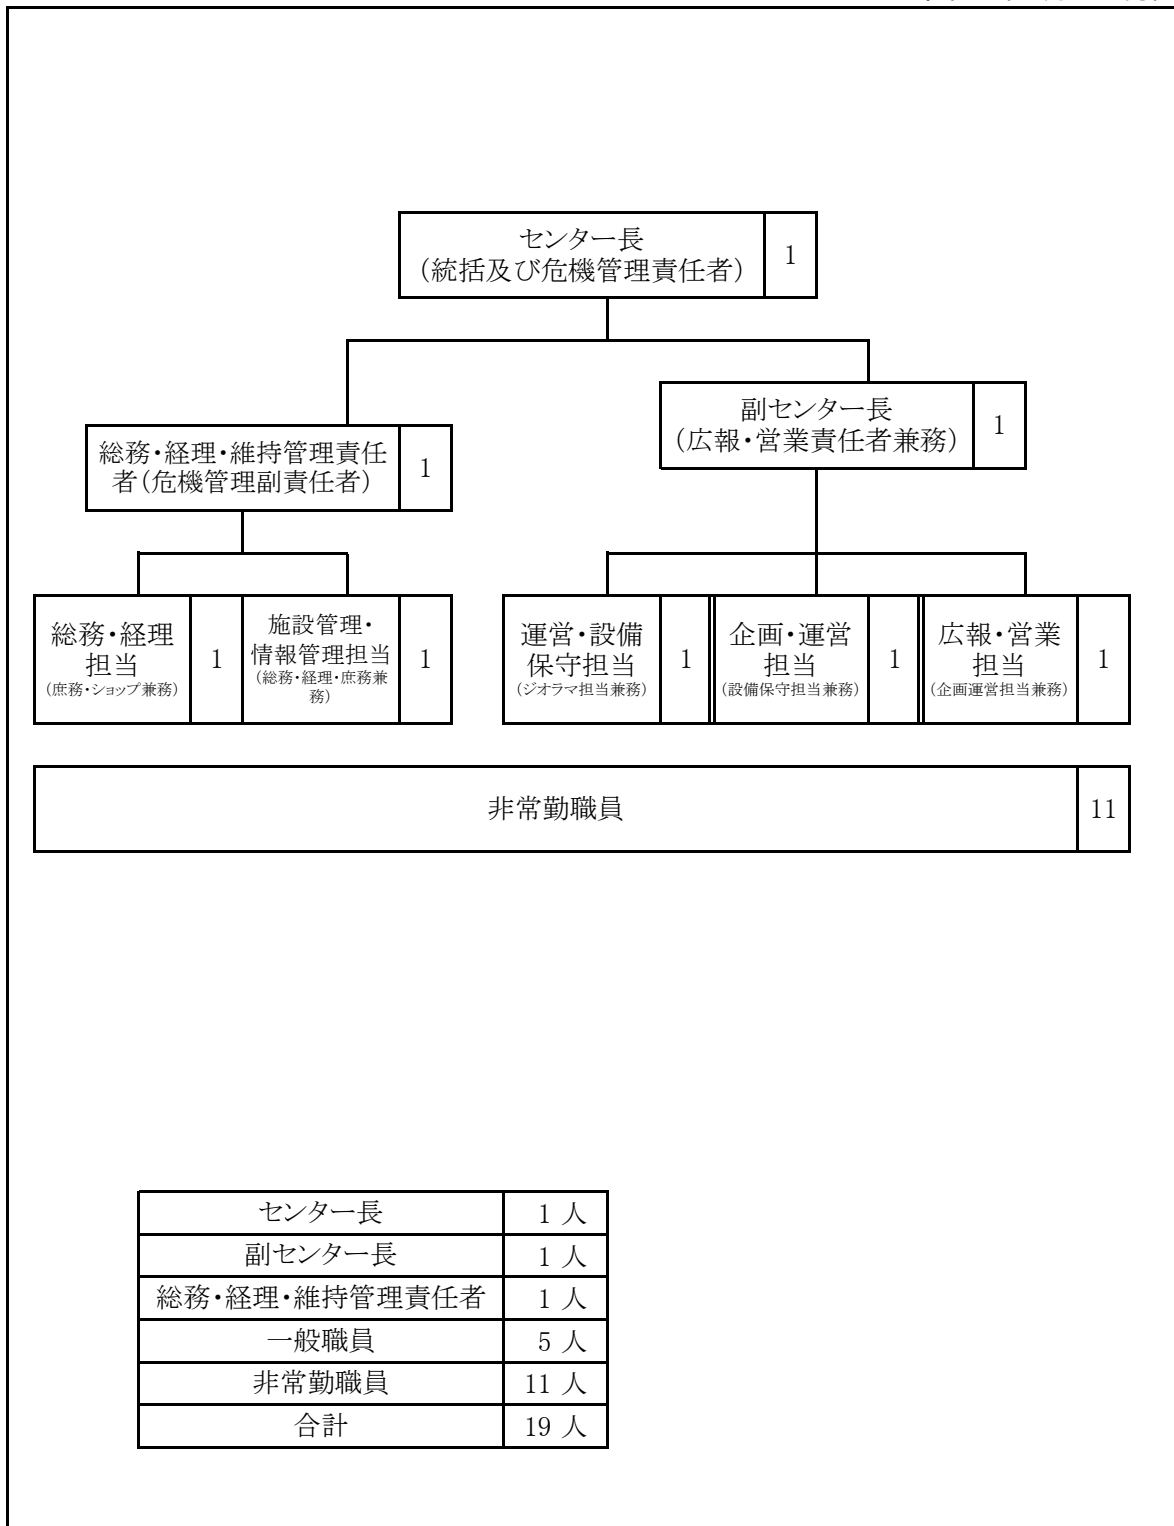 センター長
(統括及び危機管理責任者)
1
副センター長
(広報・営業責任者兼務)
1
総務・経理・維持管理責任
者(危機管理副責任者)
1
総務・経理
担当
(庶務・ショップ兼務)
1
施設管理・
情報管理担当
(総務・経理・庶務兼
務)
1
運営・設備
保守担当
(ジオラマ担当兼務)
1
企画・運営
担当
(設備保守担当兼務)
1
広報・営業
担当
(企画運営担当兼務)
1
非常勤職員
11
センター長 1 人
副センター長 1 人
総務・経理・維持管理責任者 1 人
一般職員 5 人
非常勤職員 11 人
合計 19 人